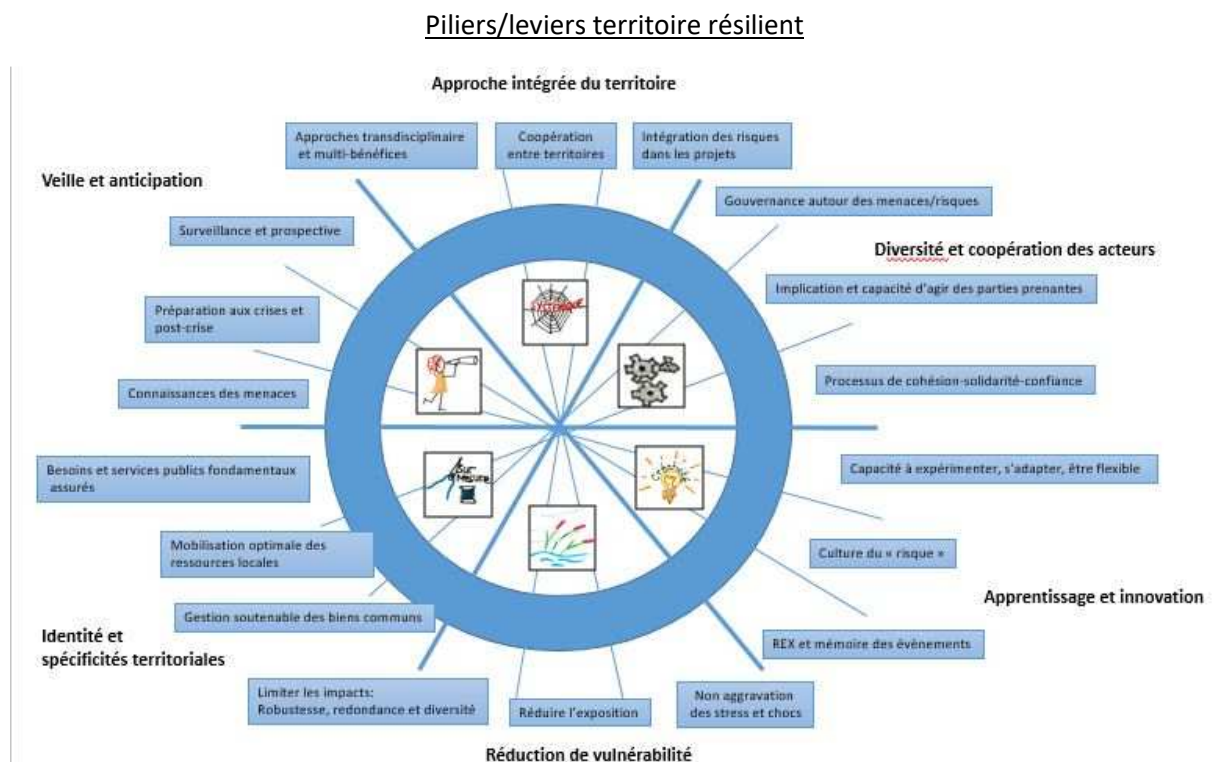 Piliers/leviers territoire résilient
Approche intégrée du territoire
Approches transdisciplinaire
et multi-bénéfices
Coopération
entre territoires
Intégration des risques
dans les projets
Veille et anticipation
Surveillance et prospective
Préparation aux crises et
post-crise
Connaissances des menaces
Gouvernance autour des menaces/risques
Diversité et coopération des acteurs
Implication et capacité d'agir des parties prenantes
Processus de cohésion-solidarité-confiance
Besoins et services publics fondamentaux
assurés
Mobilisation optimale des
ressources locales
Gestion soutenable des biens communs
Identité et
spécificités territoriales
Sur
Mesure
Capacité à expérimenter, s'adapter, être flexible
Culture du « risque »
Apprentissage et innovation
REX et mémoire des évènements
Limiter les impacts:
Robustesse, redondance et diversité
Réduire l'exposition
Non aggravation
des stress et chocs
Réduction de vulnérabilité